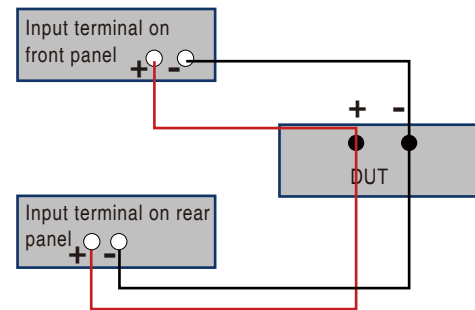 Input terminal on
front panel
+ -
+ -
DUT
Input terminal on rear
panel
+ -